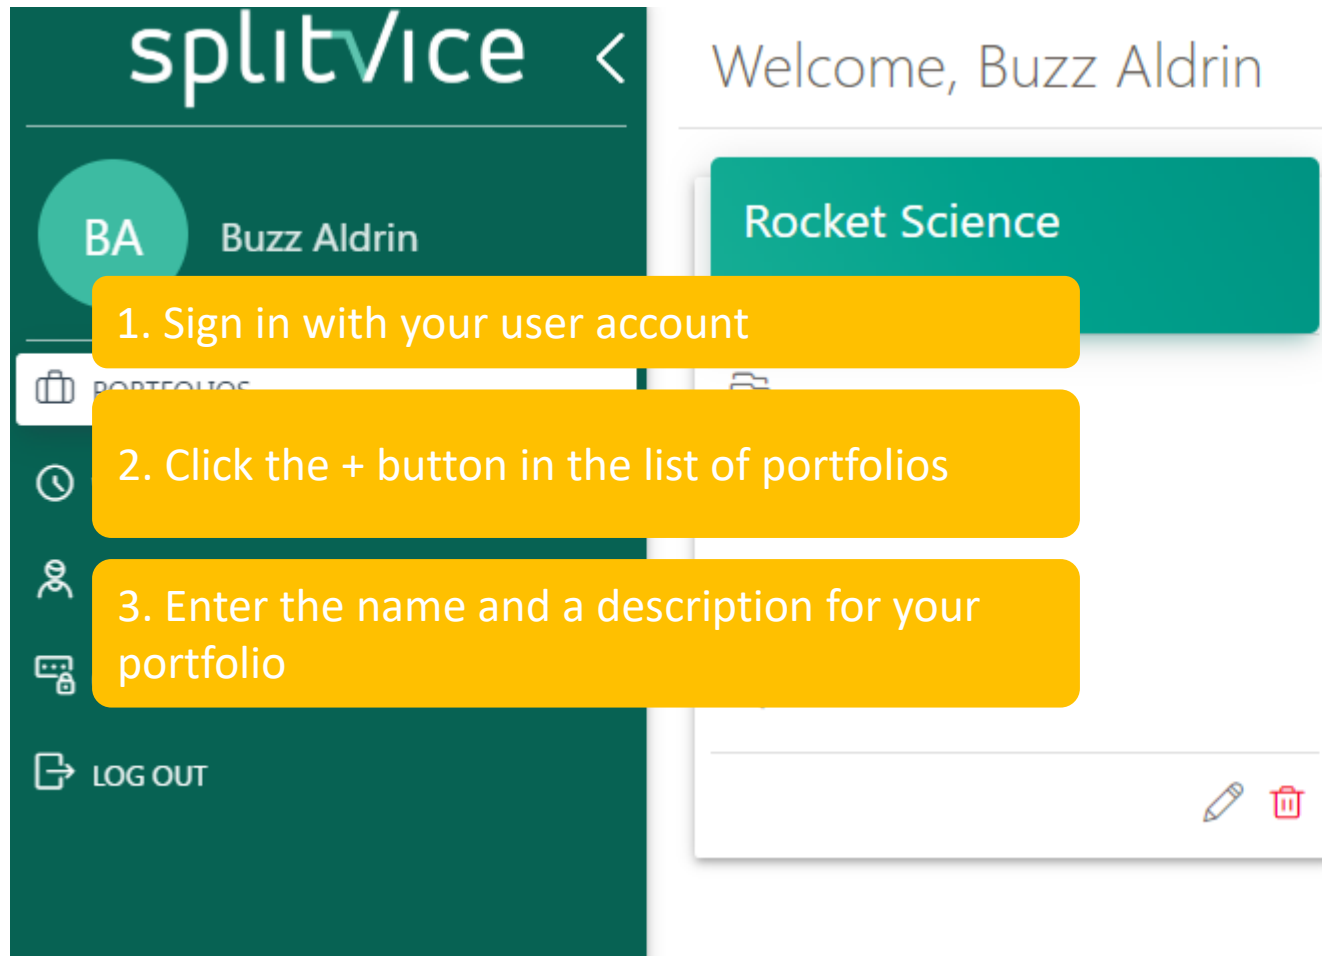 splitvice
Welcome, Buzz Aldrin
BA
Buzz Aldrin
Rocket Science
1. Sign in with your user account
PORTFOLIOS
2. Click the + button in the list of portfolios
3. Enter the name and a description for your
portfolio
LOG OUT